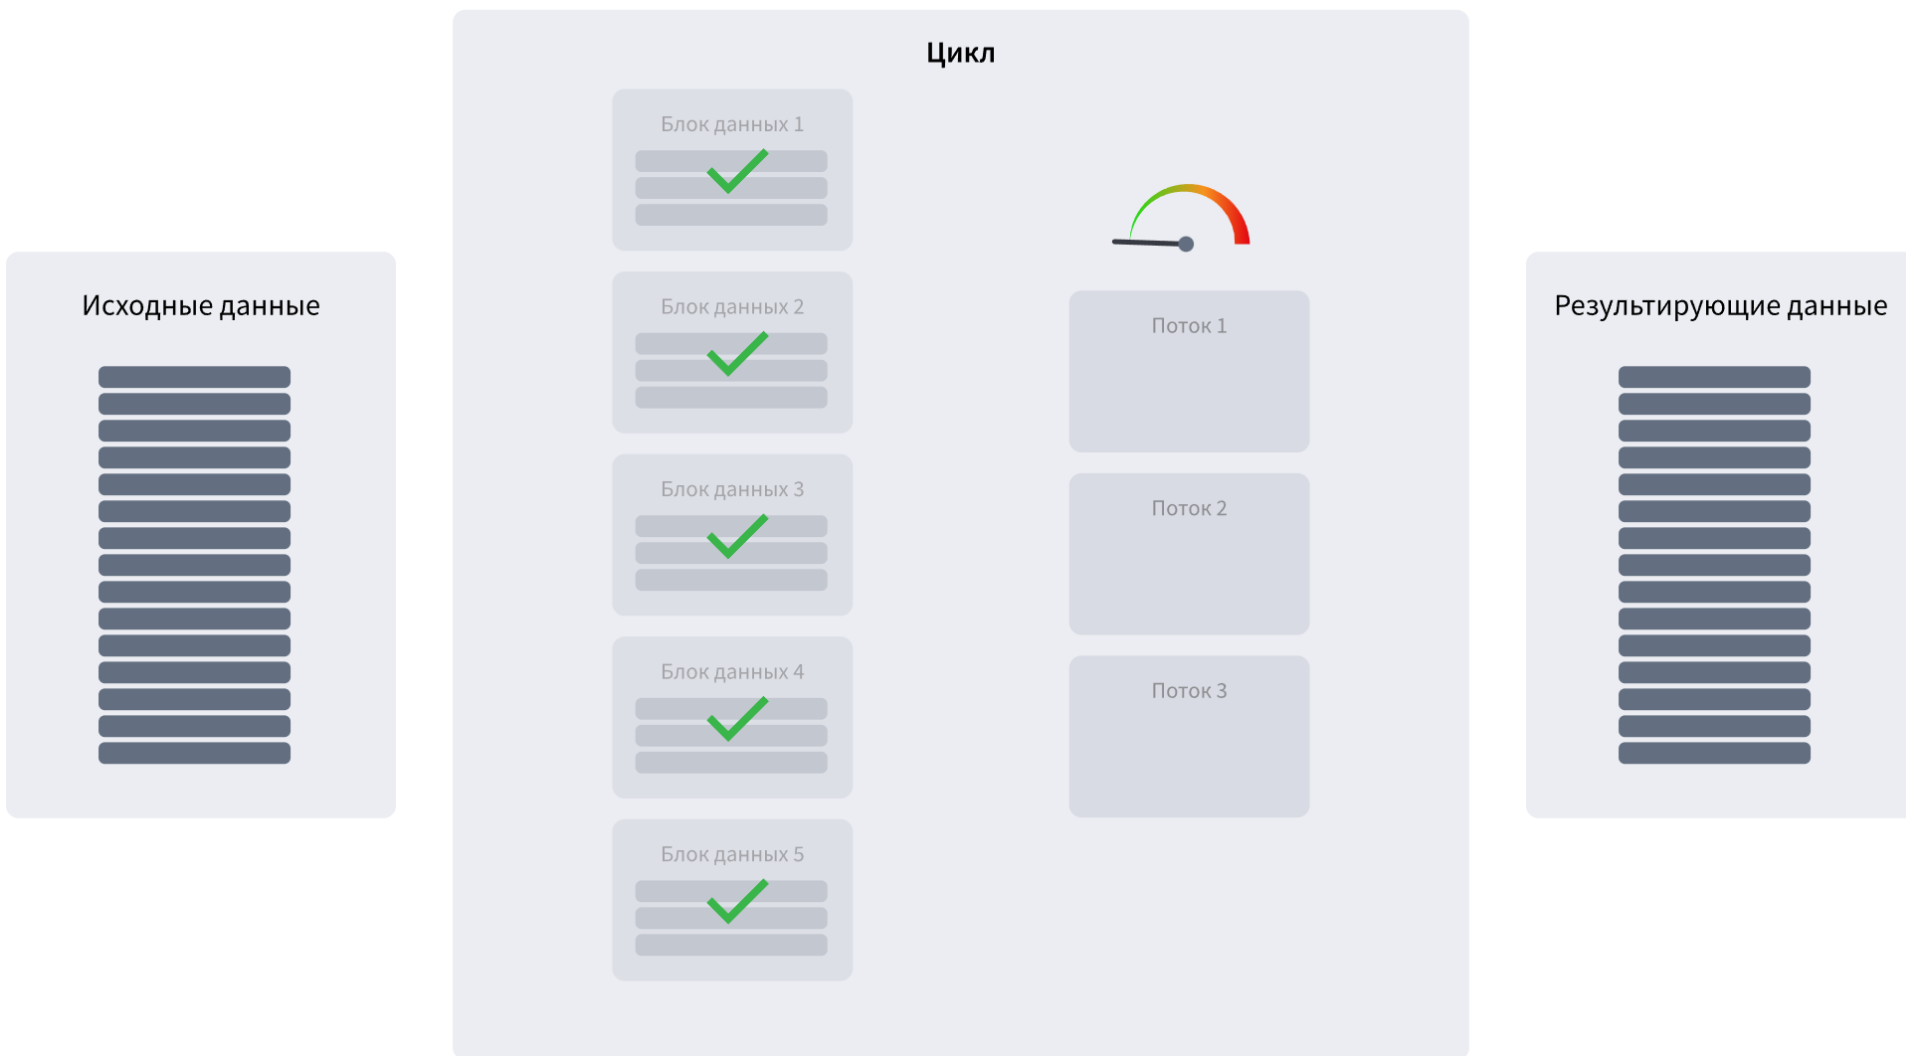 Цикл
Исходные данные
Блок данных 1
Блок данных 2
Блок данных 3
Блок данных 4
Блок данных 5
Поток 1
Поток 2
Поток 3
Результирующие данные